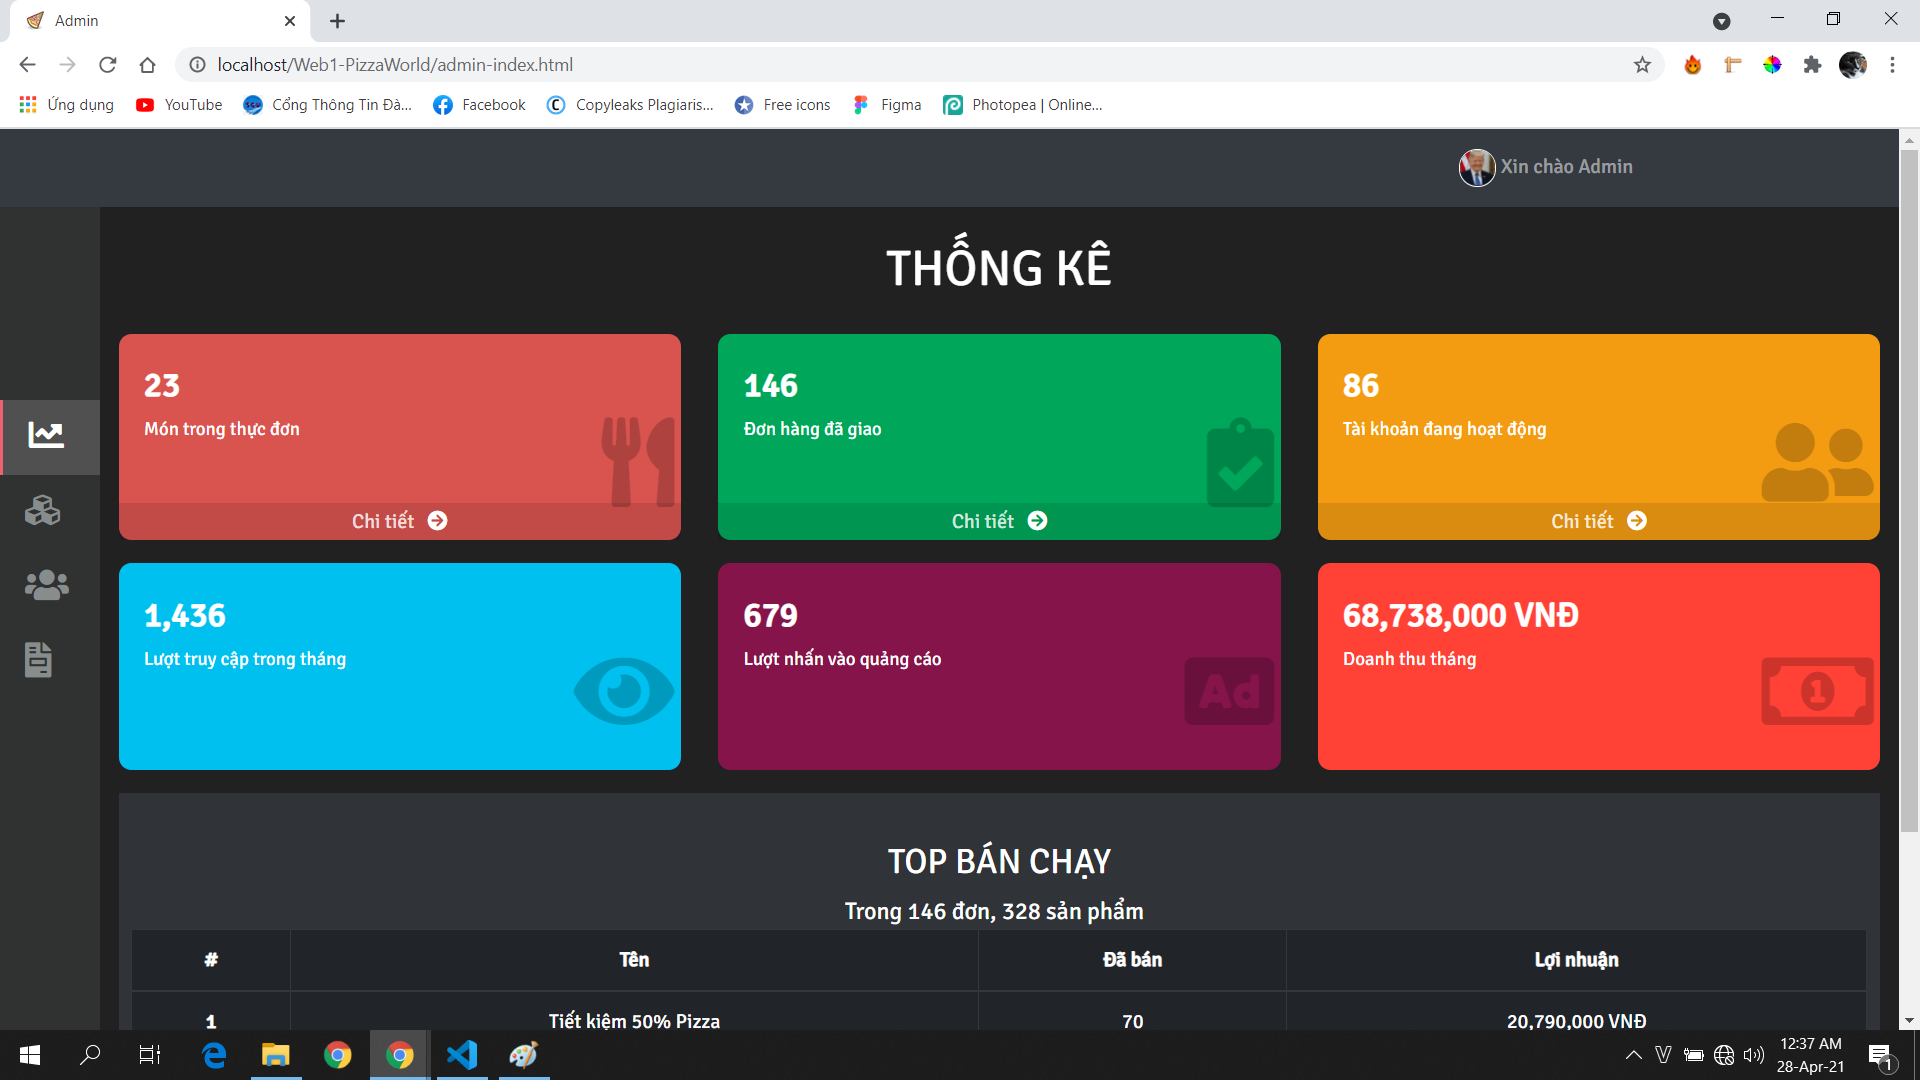 Admin
localhost/Web1-PizzaWorld/admin-index.html
Ứng dụng YouTube Cổng Thông Tin Đà... Facebook Copyleaks Plagiaris... Free icons Figma Photopea | Online...
Xin chào Admin
THỐNG KÊ
23
Món trong thực đơn
Chi tiết
146
Đơn hàng đã giao
Chi tiết
86
Tài khoản đang hoạt động
Chi tiết
1,436
Lượt truy cập trong tháng
679
Lượt nhấn vào quảng cáo
Ad
68,738,000 VNĐ
Doanh thu tháng
1
TOP BÁN CHẠY
Trong 146 đơn, 328 sản phẩm
# Tên Đã bán Lợi nhuận
1 Tiết kiệm 50% Pizza 70 20,790,000 VNĐ
12:37 AM
28-Apr-21
1